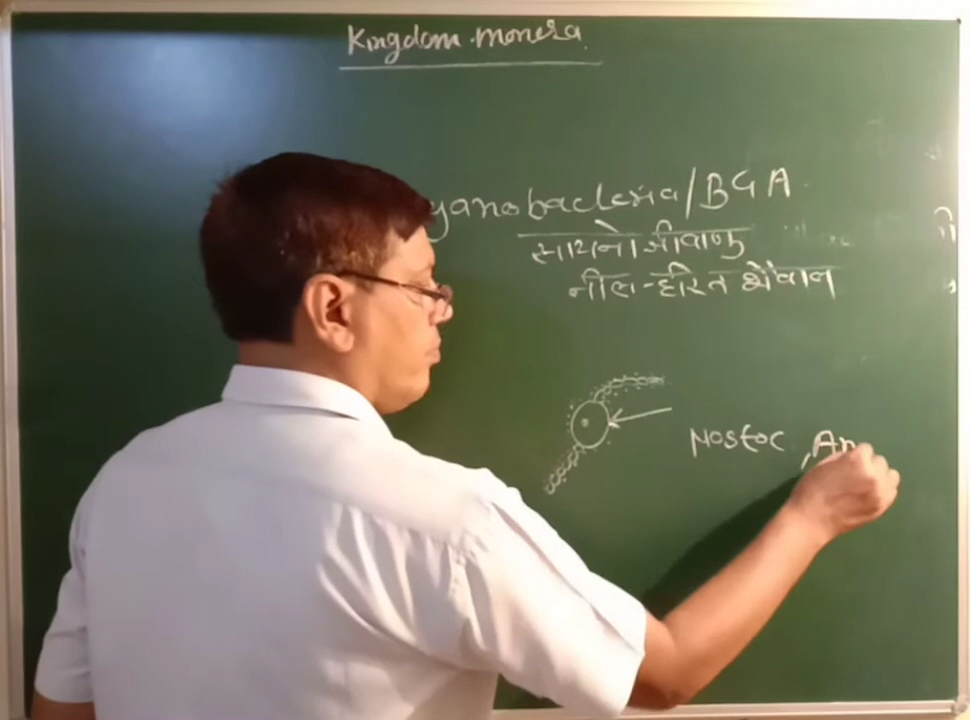 Kingdom monera
yanobacteria/BGA
सायनोजीवाणु
नील-हरित शैवाल
Nostoc, An